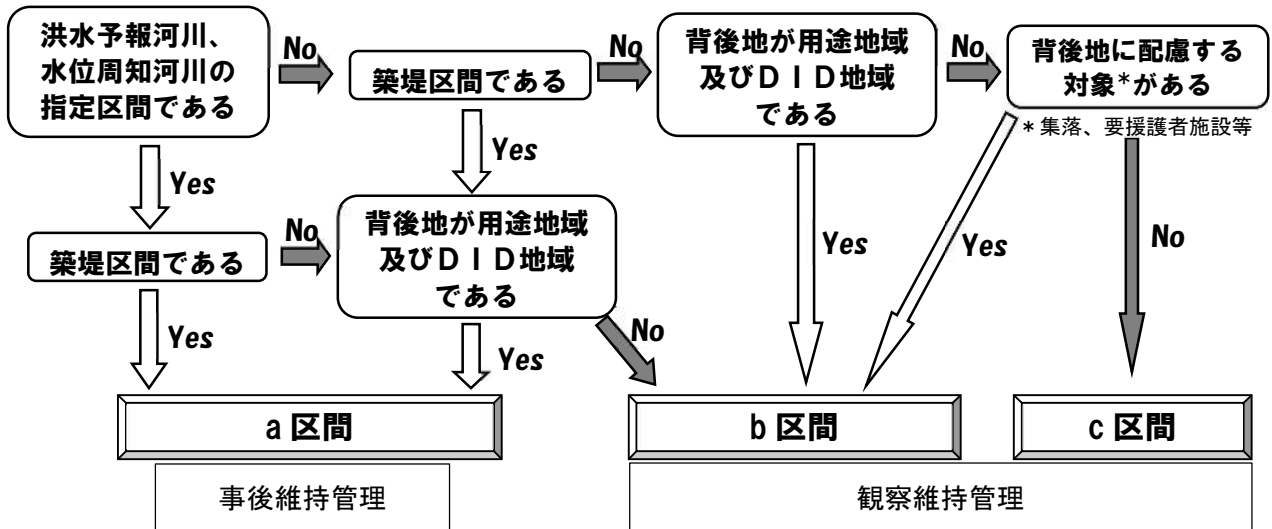 洪水予報河川、
水位周知河川の
指定区間である
No
築堤区間である
No
背後地が用途地域
及びＤＩＤ地域
である
No
背後地に配慮する
対象*がある
*集落、要援護者施設等
Yes
Yes
築堤区間である
No
背後地が用途地域
及びＤＩＤ地域
である
Yes
Yes
No
Yes
Yes
No
a 区間
b 区間
c 区間
事後維持管理
観察維持管理